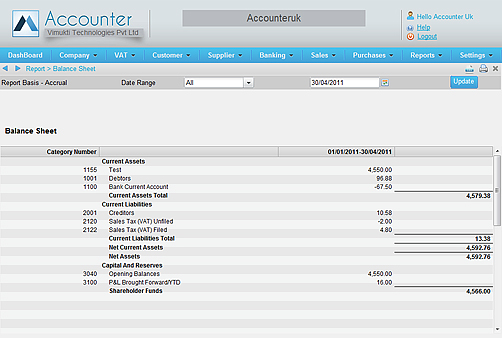 Accounter
Vimukti Technologies Pvt Ltd
Accounteruk
Hello Accounter Uk
Help
Logout
DashBoard Company VAT Customer Supplier Banking Sales Purchases Reports Settings
Report > Balance Sheet
Report Basis - Accrual Date Range All 30/04/2011 Update
Balance Sheet
Category Number 01/01/2011-30/04/2011
Current Assets
1155 Test 4,550.00
1001 Debtors 96.88
1100 Bank Current Account -67.50
Current Assets Total 4,579.38
Current Liabilities
2001 Creditors 10.58
2120 Sales Tax (VAT) Unfiled -2.00
2122 Sales Tax (VAT) Filed 4.80
Current Liabilities Total 13.38
Net Current Assets 4,592.76
Net Assets 4,592.76
Capital And Reserves
3040 Opening Balances 4,550.00
3100 P&L Brought Forward/YTD 16.00
Shareholder Funds 4,566.00